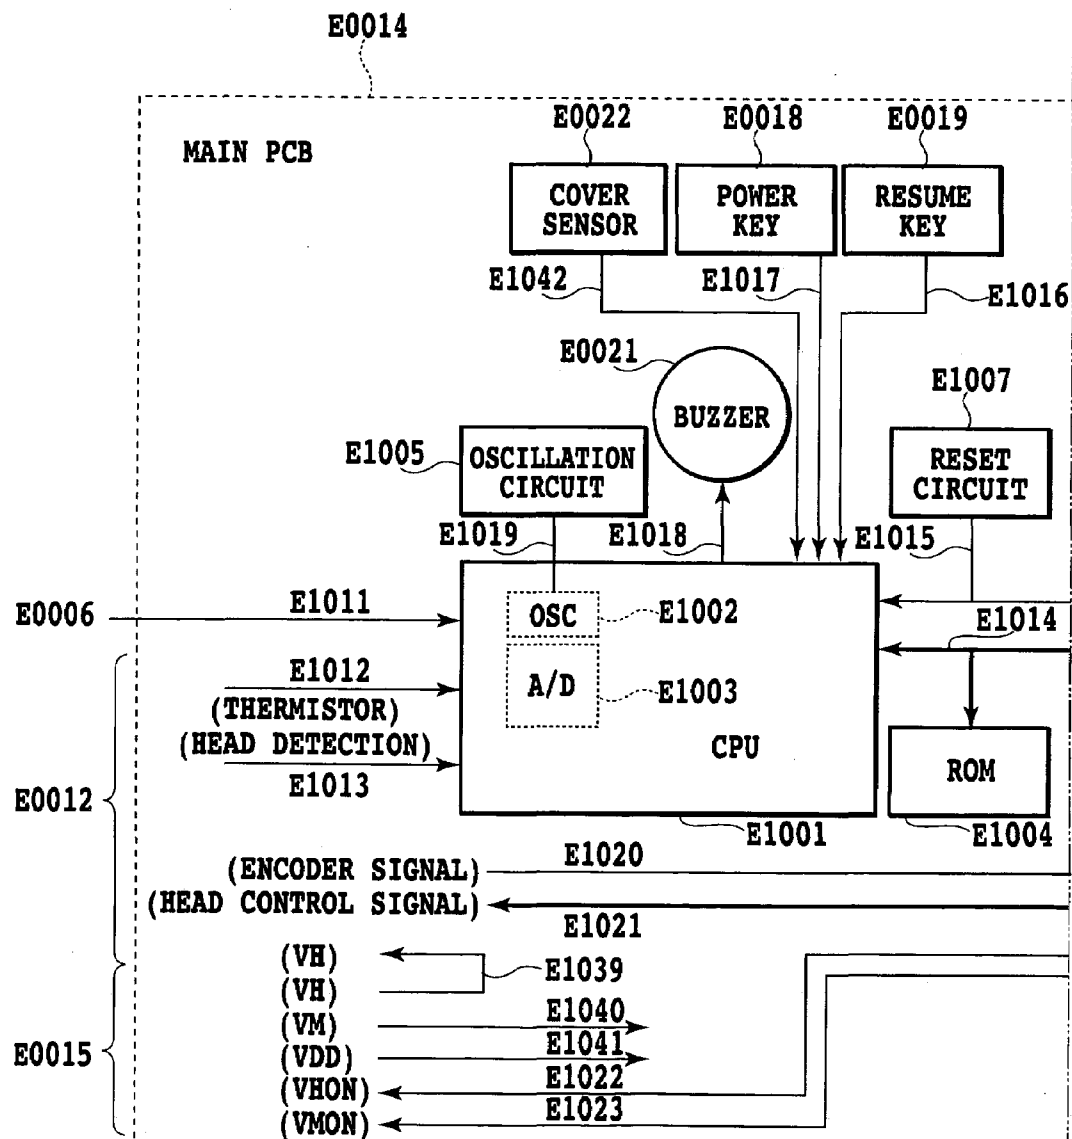 E0014
MAIN PCB
E0022
E0018
E0019
COVER
SENSOR
POWER
KEY
RESUME
KEY
E1042
E1017
E1016
E0021
BUZZER
E1007
E1005
OSCILLATION
CIRCUIT
RESET
CIRCUIT
E1019
E1018
E1015
E0006
E1011
OSC
E1002
E1014
E1012
(THERMISTOR)
A/D
E1003
(HEAD DETECTION)
E1013
CPU
ROM
E0012
E1001
E1004
(ENCODER SIGNAL)
E1020
(HEAD CONTROL SIGNAL)
E1021
(VH)
E1039
(VH)
(VM)
E1040
E0015
(VDD)
E1041
(VHON)
E1022
(VMON)
E1023